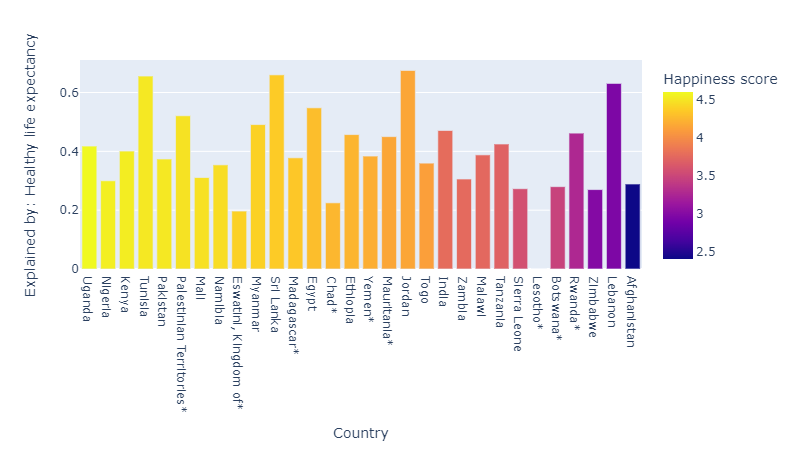 Explained by: Healthy life expectancy
0.6
0.4
0.2
0
Uganda
Nigeria
Kenya
Tunisia
Pakistan
Palestinian Territories*
Mali
Namibia
Eswatini, Kingdom of*
Myanmar
Sri Lanka
Madagascar*
Egypt
Chad*
Ethiopia
Yemen*
Mauritania*
Jordan
Togo
India
Zambia
Malawi
Tanzania
Sierra Leone
Lesotho*
Botswana*
Rwanda*
Zimbabwe
Lebanon
Afghanistan
Country
Happiness score
4.5
4
3.5
3
2.5